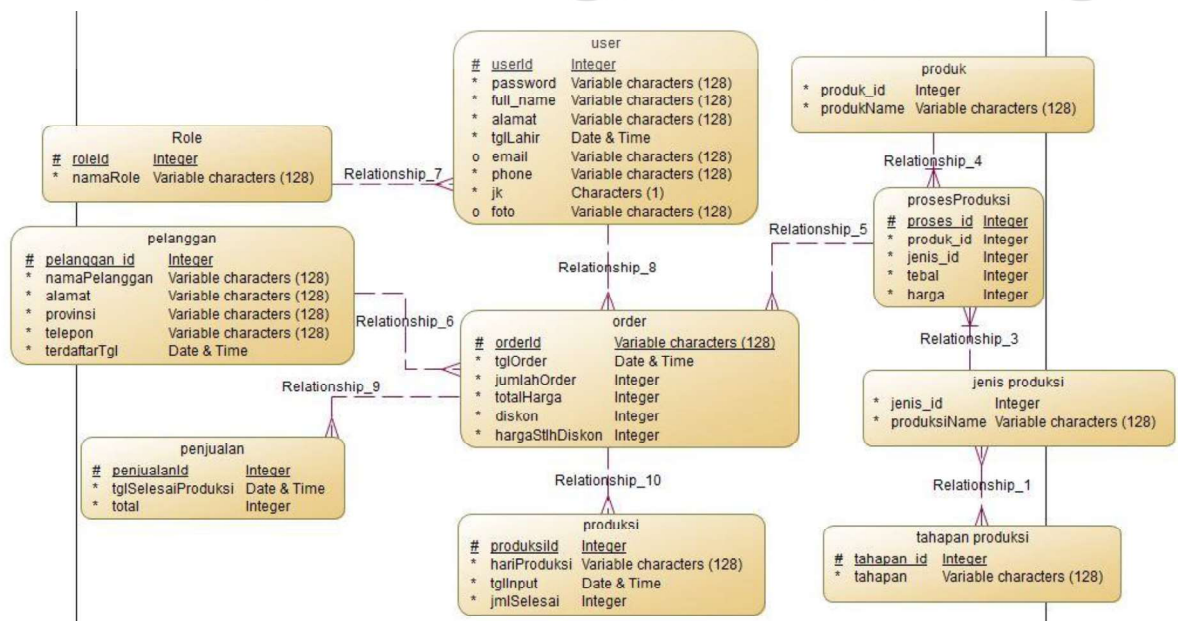 user
# userId Integer
* password Variable characters (128)
* full_name Variable characters (128)
* alamat Variable characters (128)
* tglLahir Date & Time
o email Variable characters (128)
* phone Variable characters (128)
* jk Characters (1)
o foto Variable characters (128)
produk
* produk_id Integer
* produkName Variable characters (128)
Role
# roleId Integer
* namaRole Variable characters (128)
Relationship_7
Relationship_4
prosesProduksi
# proses_id Integer
* produk_id Integer
* jenis_id Integer
* tebal Integer
* harga Integer
Relationship_5
pelanggan
# pelanggan_id Integer
* namaPelanggan Variable characters (128)
* alamat Variable characters (128)
* provinsi Variable characters (128)
* telepon Variable characters (128)
* terdaftarTgl Date & Time
Relationship_8
Relationship_6
order
# orderId Variable characters (128)
* tglOrder Date & Time
* jumlahOrder Integer
* totalHarga Integer
* diskon Integer
* hargaStlhDiskon Integer
Relationship_3
jenis produksi
* jenis_id Integer
* produksiName Variable characters (128)
Relationship_9
penjualan
# penjualanId Integer
* tglSelesaiProduksi Date & Time
* total Integer
Relationship_10
Relationship_1
produksi
# produksiId Integer
* hariProduksi Variable characters (128)
* tglInput Date & Time
* jmlSelesai Integer
tahapan produksi
# tahapan_id Integer
* tahapan Variable characters (128)